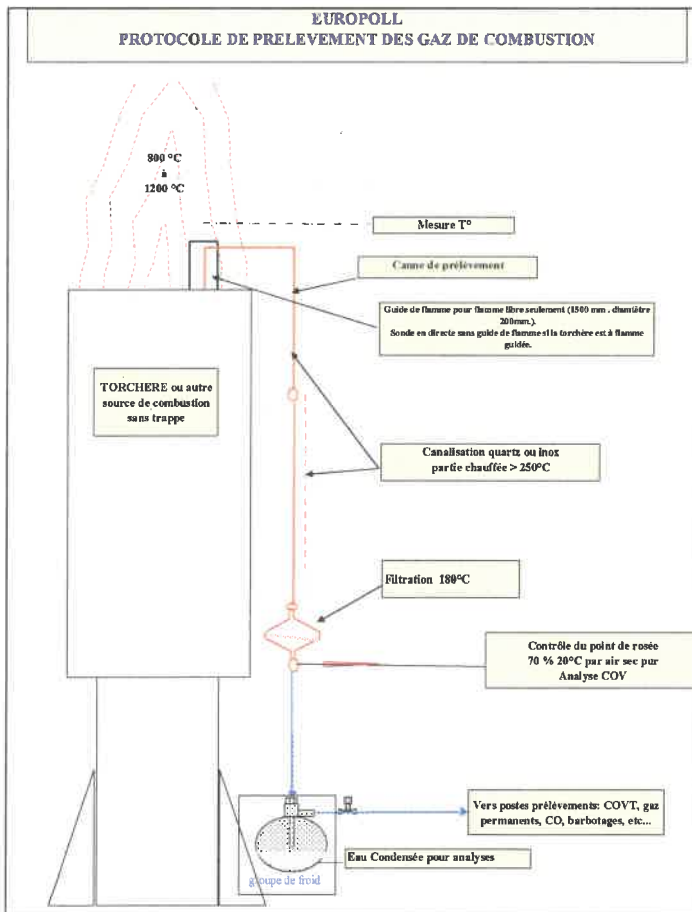 EUROPOLL
PROTOCOLE DE PRELEVEMENT DES GAZ DE COMBUSTION
800 °C
à
1200 °C
Mesure T°
Canne de prélèvement
Guide de flamme pour flamme libre seulement (1500 mm . diamètre
200mm.).
Sonde en directe sans guide de flamme si la torchère est à flamme
guidée.
TORCHERE ou autre
source de combustion
sans trappe
Canalisation quartz ou inox
partie chauffée > 250°C
Filtration 180°C
Contrôle du point de rosée
70 % 20°C par air sec pur
Analyse COV
Vers postes prélèvements: COVT, gaz
permanents, CO, barbotages, etc...
Eau Condensée pour analyses
groupe de froid